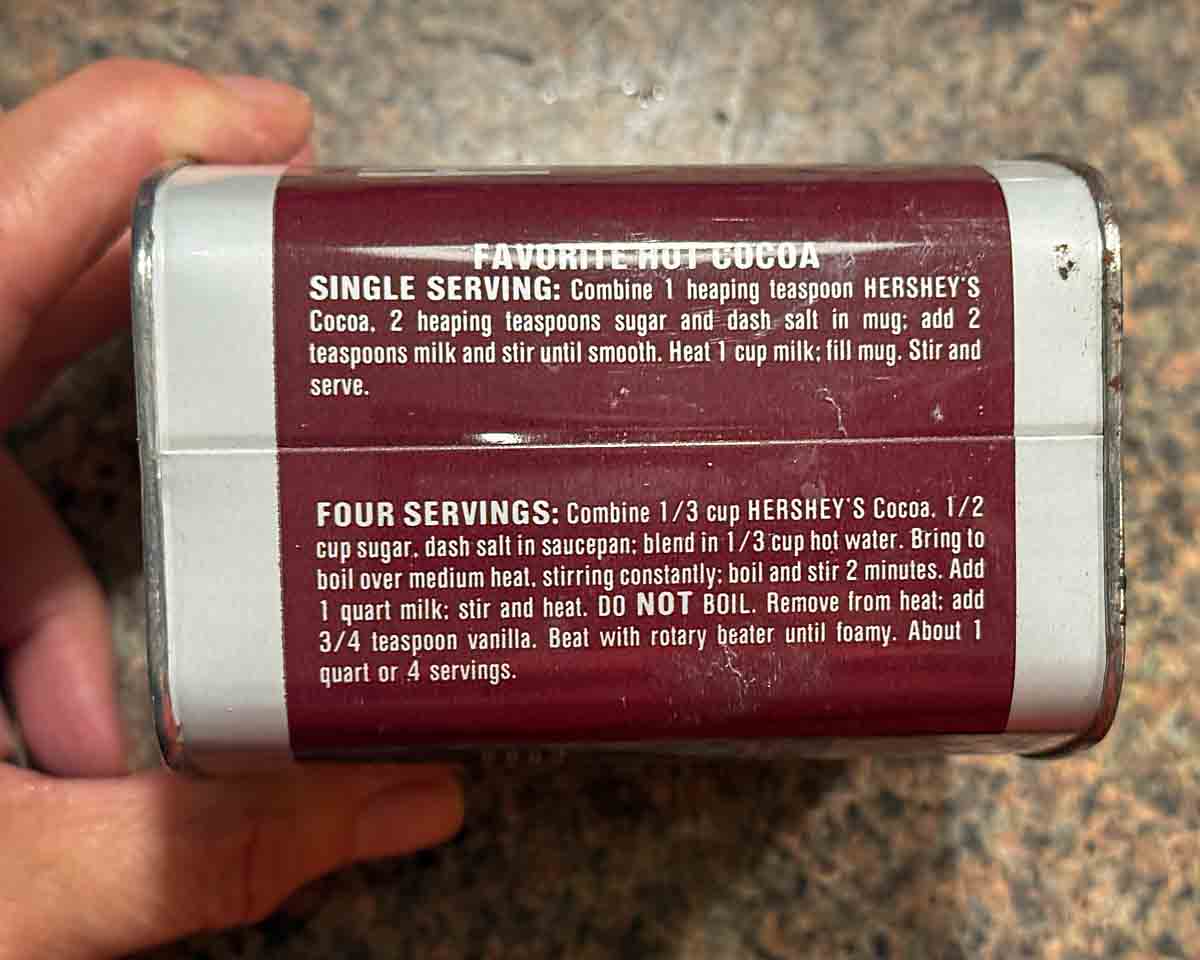 FAVORITE HOT COCOA
SINGLE SERVING: Combine 1 heaping teaspoon HERSHEY'S
Cocoa, 2 heaping teaspoons sugar and dash salt in mug; add 2
teaspoons milk and stir until smooth. Heat 1 cup milk; fill mug. Stir and
serve.
FOUR SERVINGS: Combine 1/3 cup HERSHEY'S Cocoa, 1/2
cup sugar, dash salt in saucepan; blend in 1/3 cup hot water. Bring to
boil over medium heat, stirring constantly; boil and stir 2 minutes. Add
1 quart milk; stir and heat. DO NOT BOIL. Remove from heat; add
3/4 teaspoon vanilla. Beat with rotary beater until foamy. About 1
quart or 4 servings.